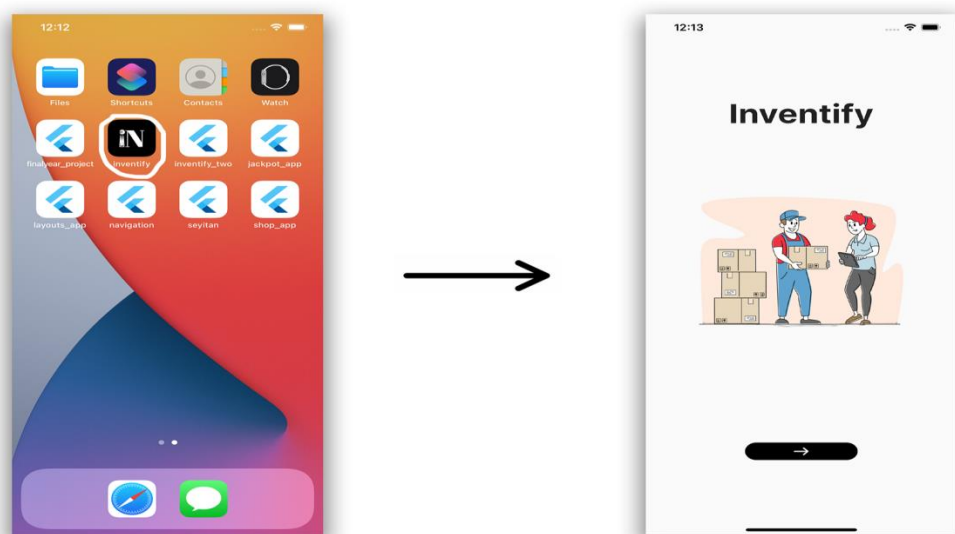 12:12
Files Shortcuts Contacts Watch
iN
finalyear_project inventify inventify_two jackpot_app
layouts_app navigation seyitan shop_app
12:13
Inventify